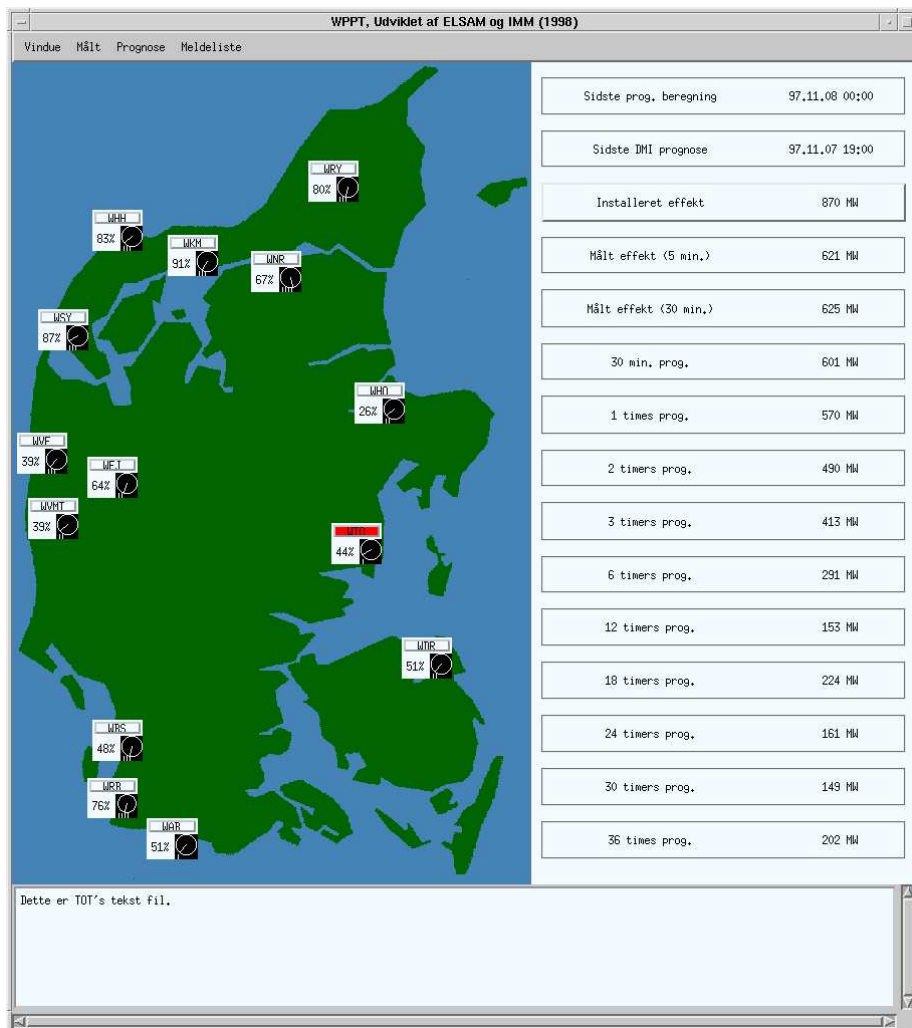 WPPT, Udviklet af ELSAM og IMM (1998)
Vindue Målt Prognose Meldeliste
WRY
80%
WHH
83%
WKM
91%
WNR
67%
WSY
87%
WHO
26%
WVF
39%
WFJ
64%
WVMT
39%
44%
51%
WRS
48%
WRB
76%
WAB
51%
Sidste prog. beregning 97.11.08 00:00
Sidste DMI prognose 97.11.07 19:00
Installeret effekt 870 MW
Målt effekt (5 min.) 621 MW
Målt effekt (30 min.) 625 MW
30 min. prog. 601 MW
1 times prog. 570 MW
2 timers prog. 490 MW
3 timers prog. 413 MW
6 timers prog. 291 MW
12 timers prog. 153 MW
18 timers prog. 224 MW
24 timers prog. 161 MW
30 timers prog. 149 MW
36 times prog. 202 MW
Dette er TOT's tekst fil.